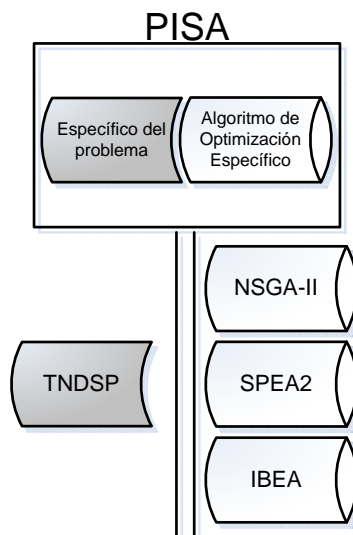 PISA
Específico del
problema
Algoritmo de
Optimización
Específico
NSGA-II
TNDSP
SPEA2
IBEA